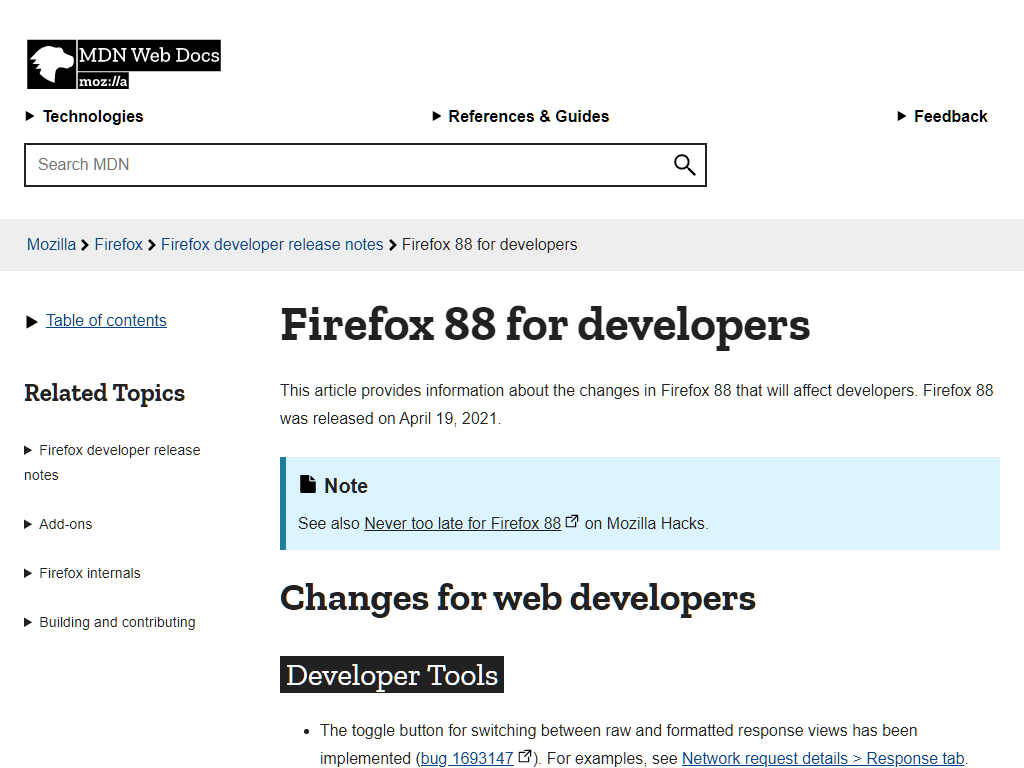 MDN Web Docs
moz://a
Technologies
References & Guides
Feedback
Search MDN
Mozilla Firefox Firefox developer release notes Firefox 88 for developers
Table of contents
Related Topics
Firefox developer release
notes
Add-ons
Firefox internals
Building and contributing
Firefox 88 for developers
This article provides information about the changes in Firefox 88 that will affect developers. Firefox 88
was released on April 19, 2021.
Note
See also Never too late for Firefox 88 on Mozilla Hacks.
Changes for web developers
Developer Tools
• The toggle button for switching between raw and formatted response views has been
implemented (bug 1693147). For examples, see Network request details > Response tab.